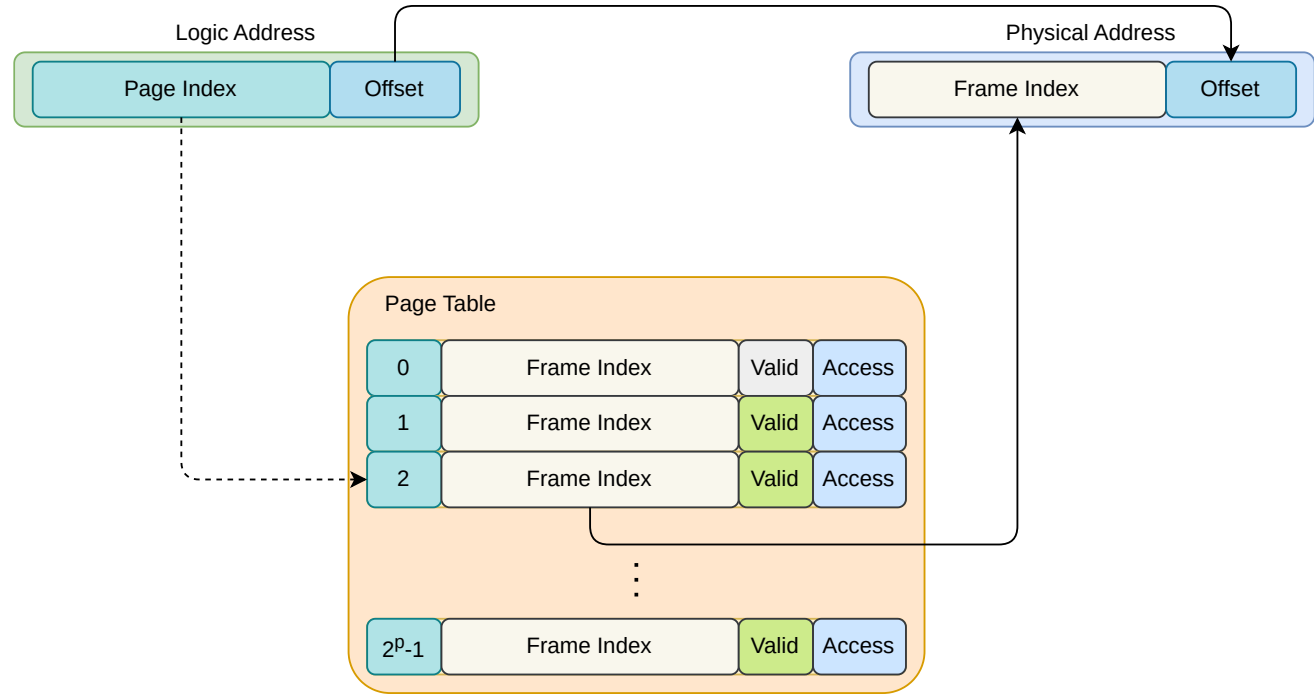 Logic Address
Physical Address
Page Index Offset
Frame Index Offset
Page Table
0 Frame Index Valid Access
1 Frame Index Valid Access
2 Frame Index Valid Access
⋮
2ᵖ-1 Frame Index Valid Access